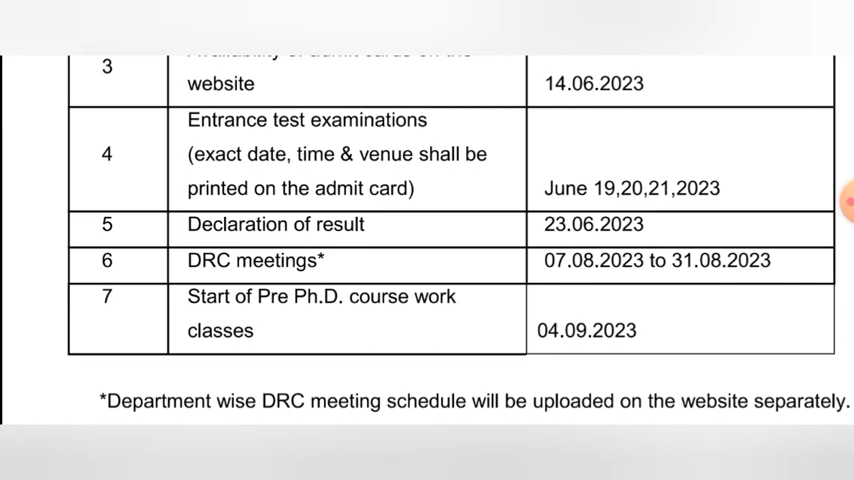 3
website
14.06.2023
Entrance test examinations
4
(exact date, time & venue shall be
printed on the admit card)
June 19,20,21,2023
5
Declaration of result
23.06.2023
6
DRC meetings*
07.08.2023 to 31.08.2023
7
Start of Pre Ph.D. course work
classes
04.09.2023
*Department wise DRC meeting schedule will be uploaded on the website separately.